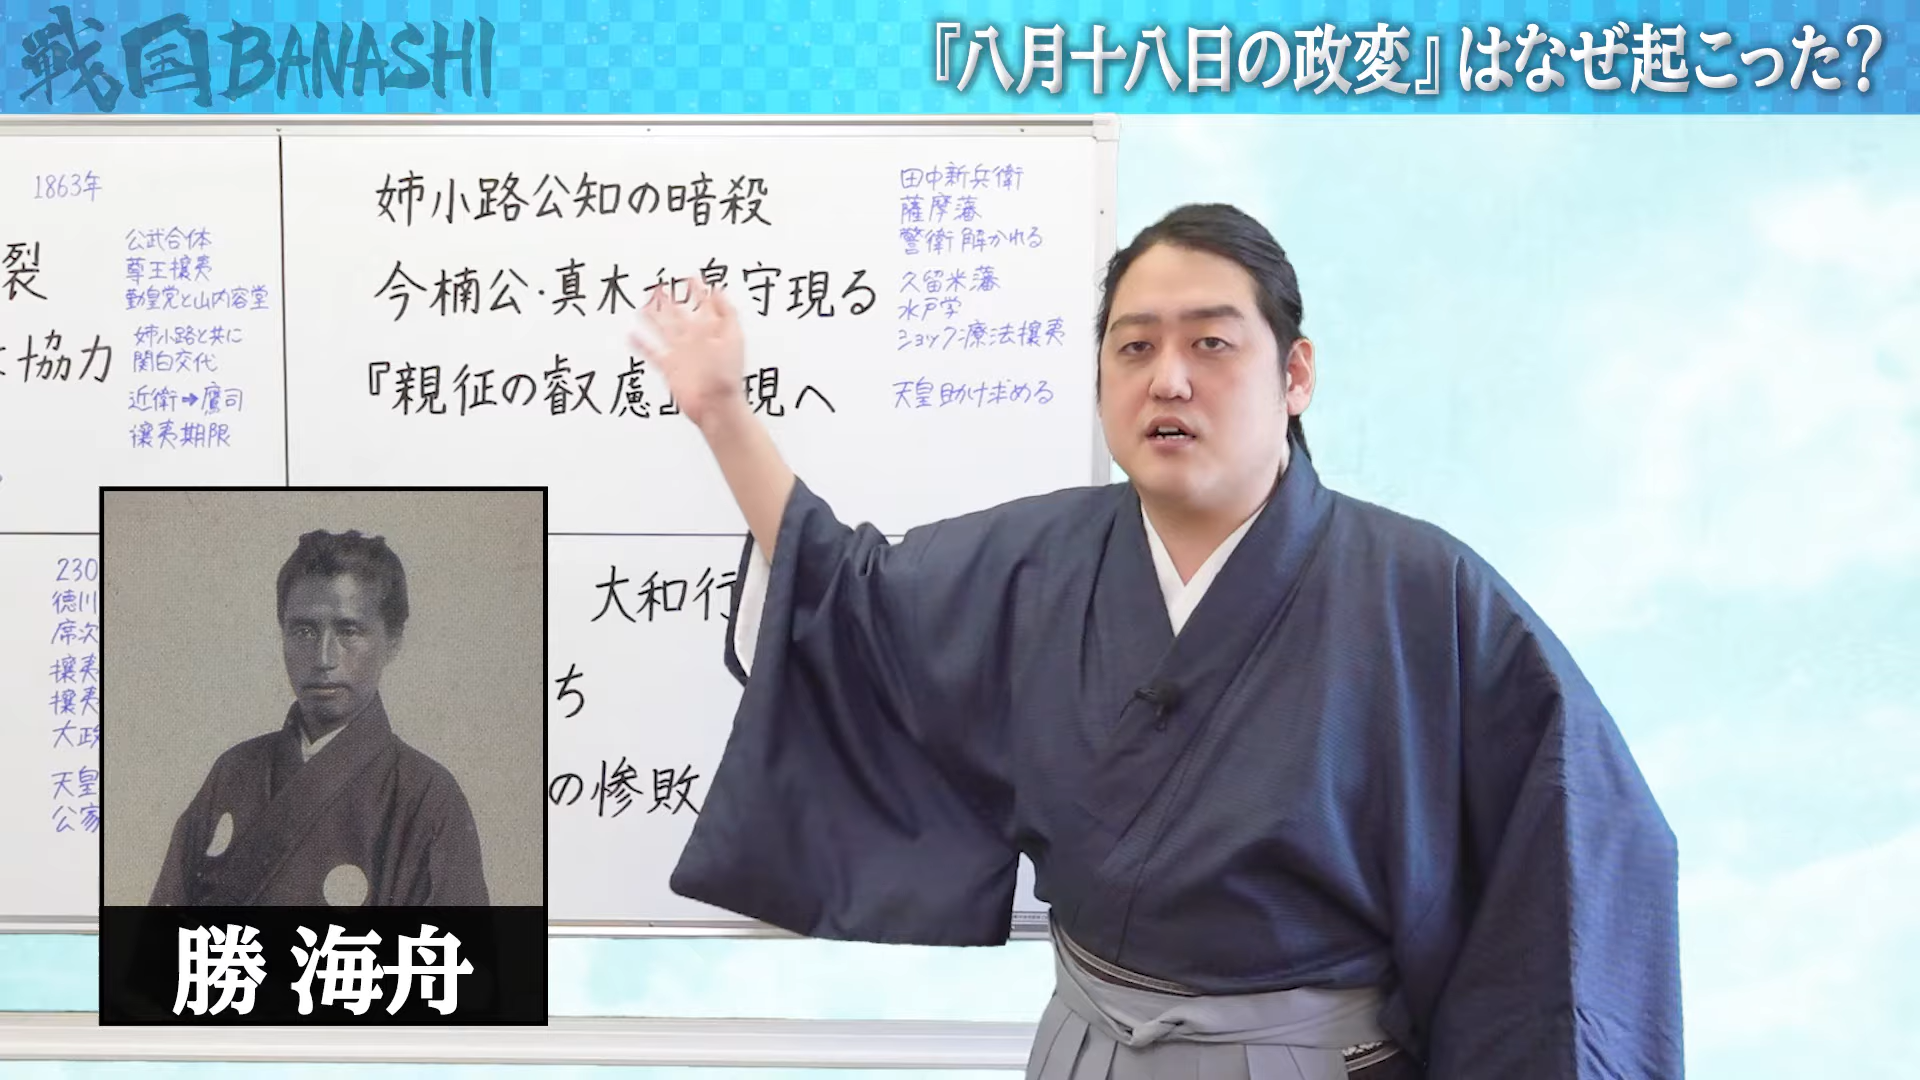 戦国BANASHI
『八月十八日の政変』はなぜ起こった?
1863年
裂
公武合体
尊王攘夷
勤皇党と山内容堂
協力
姉小路と共に
関白交代
近衛➡鷹司
攘夷期限
姉小路公知の暗殺
田中新兵衛
薩摩藩
警衛解かれる
今楠公・真木和泉守現る
久留米藩
水戸学
ショック療法攘夷
『親征の叡慮』
現へ
天皇助け求める
230
徳川
席次
攘夷
攘夷
大政
天皇
公家
大和行
ち
の惨敗
勝 海舟